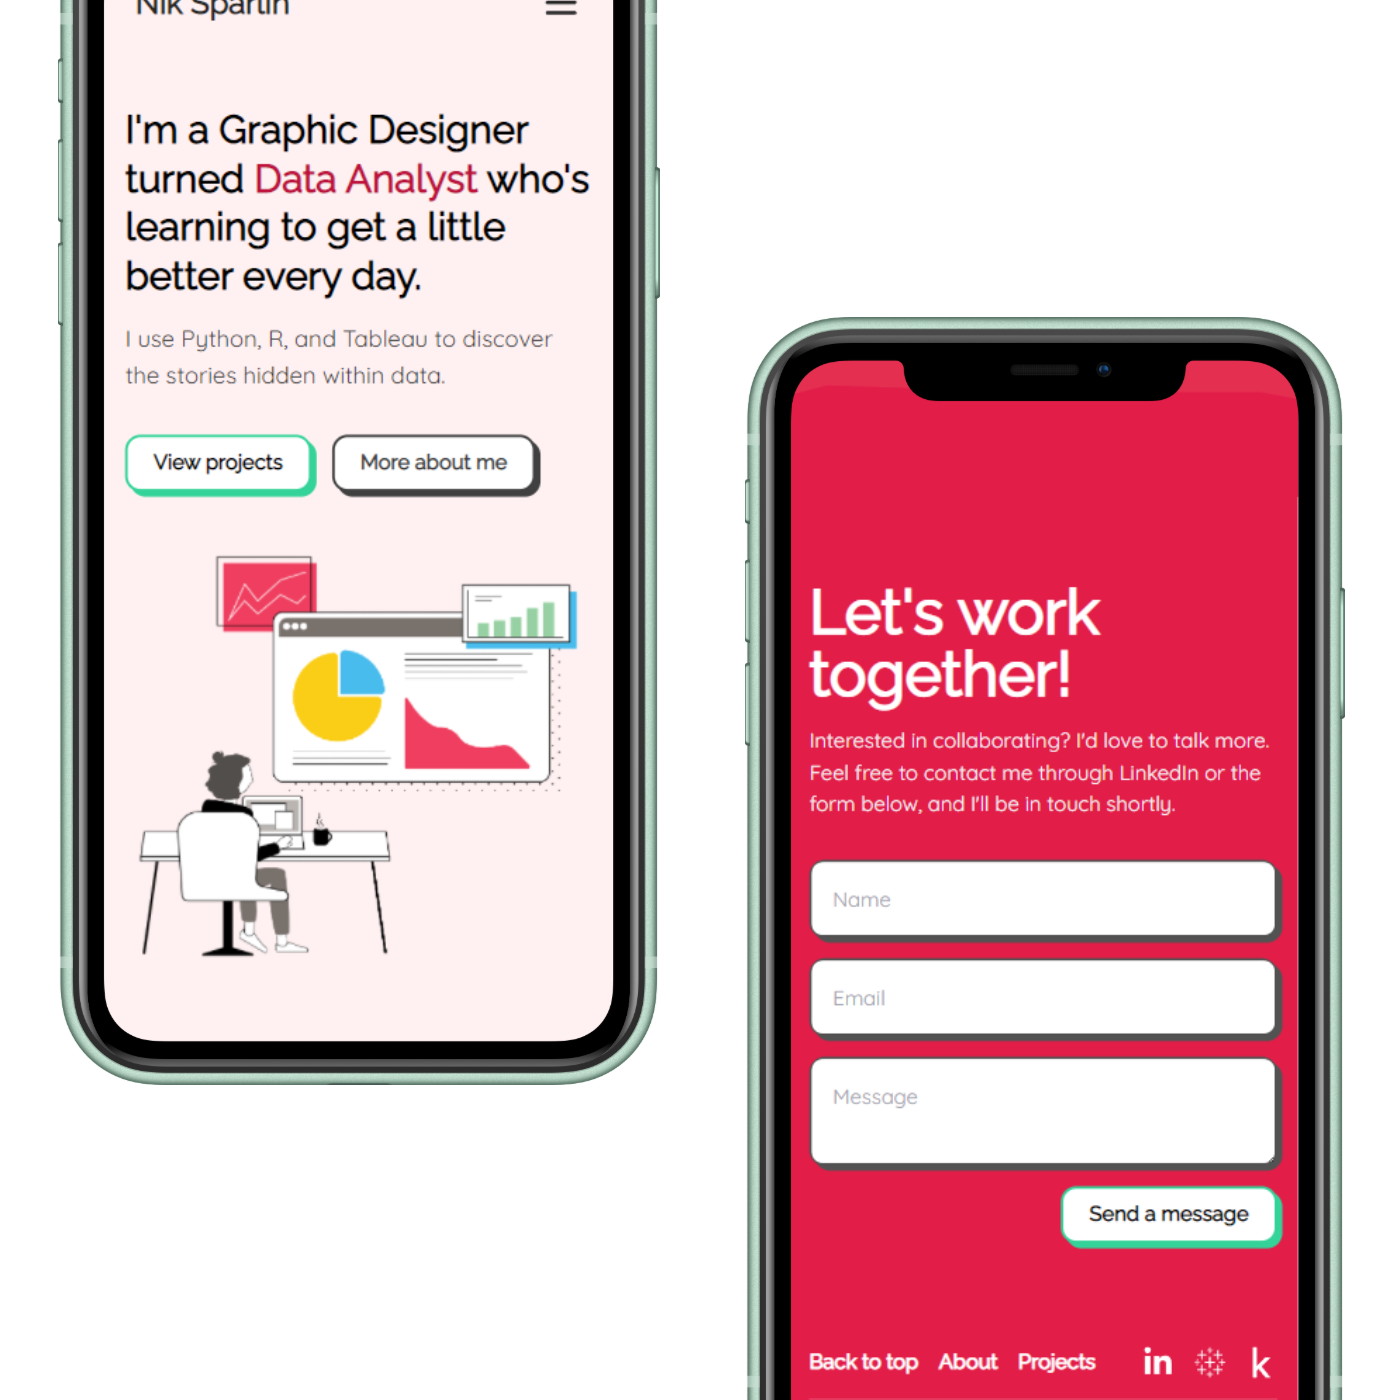 Nik Sparlin
I'm a Graphic Designer
turned Data Analyst who's
learning to get a little
better every day.
I use Python, R, and Tableau to discover
the stories hidden within data.
View projects
More about me
Let's work
together!
Interested in collaborating? I'd love to talk more.
Feel free to contact me through LinkedIn or the
form below, and I'll be in touch shortly.
Name
Email
Message
Send a message
Back to top
About
Projects
in
k